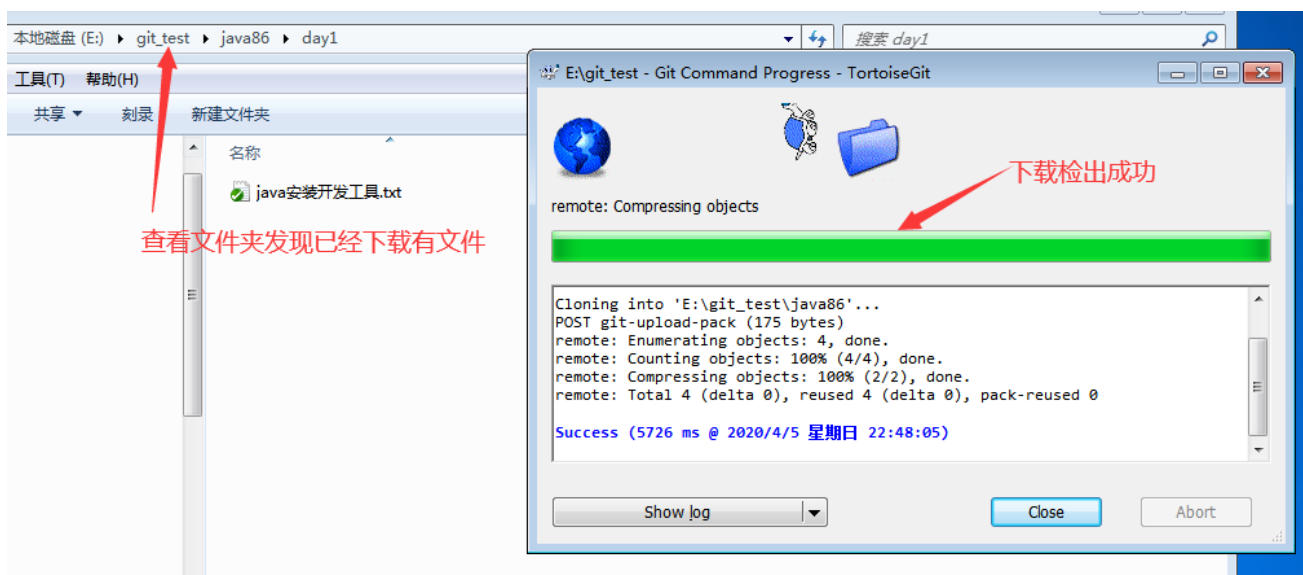 本地磁盘 (E:) ▸ git_test ▸ java86 ▸ day1
搜索 day1
工具(T) 帮助(H)
共享 刻录 新建文件夹
名称
java安装开发工具.txt
查看文件夹发现已经下载有文件
E:\git_test - Git Command Progress - TortoiseGit
下载检出成功
remote: Compressing objects
Cloning into 'E:\git_test\java86'...
POST git-upload-pack (175 bytes)
remote: Enumerating objects: 4, done.
remote: Counting objects: 100% (4/4), done.
remote: Compressing objects: 100% (2/2), done.
remote: Total 4 (delta 0), reused 4 (delta 0), pack-reused 0
Success (5726 ms @ 2020/4/5 星期日 22:48:05)
Show log
Close
Abort